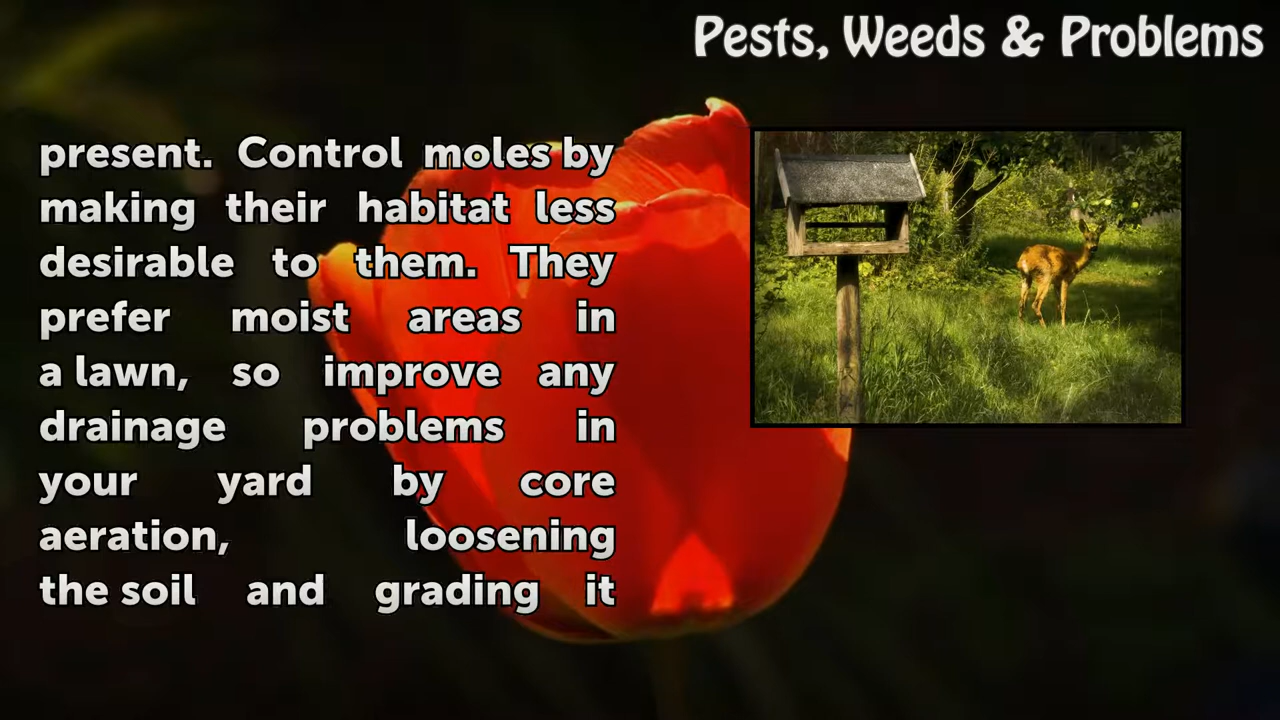 Pests, Weeds & Problems
present. Control moles by
making their habitat less
desirable to them. They
prefer moist areas in
a lawn, so improve any
drainage problems in
your yard by core
aeration, loosening
the soil and grading it